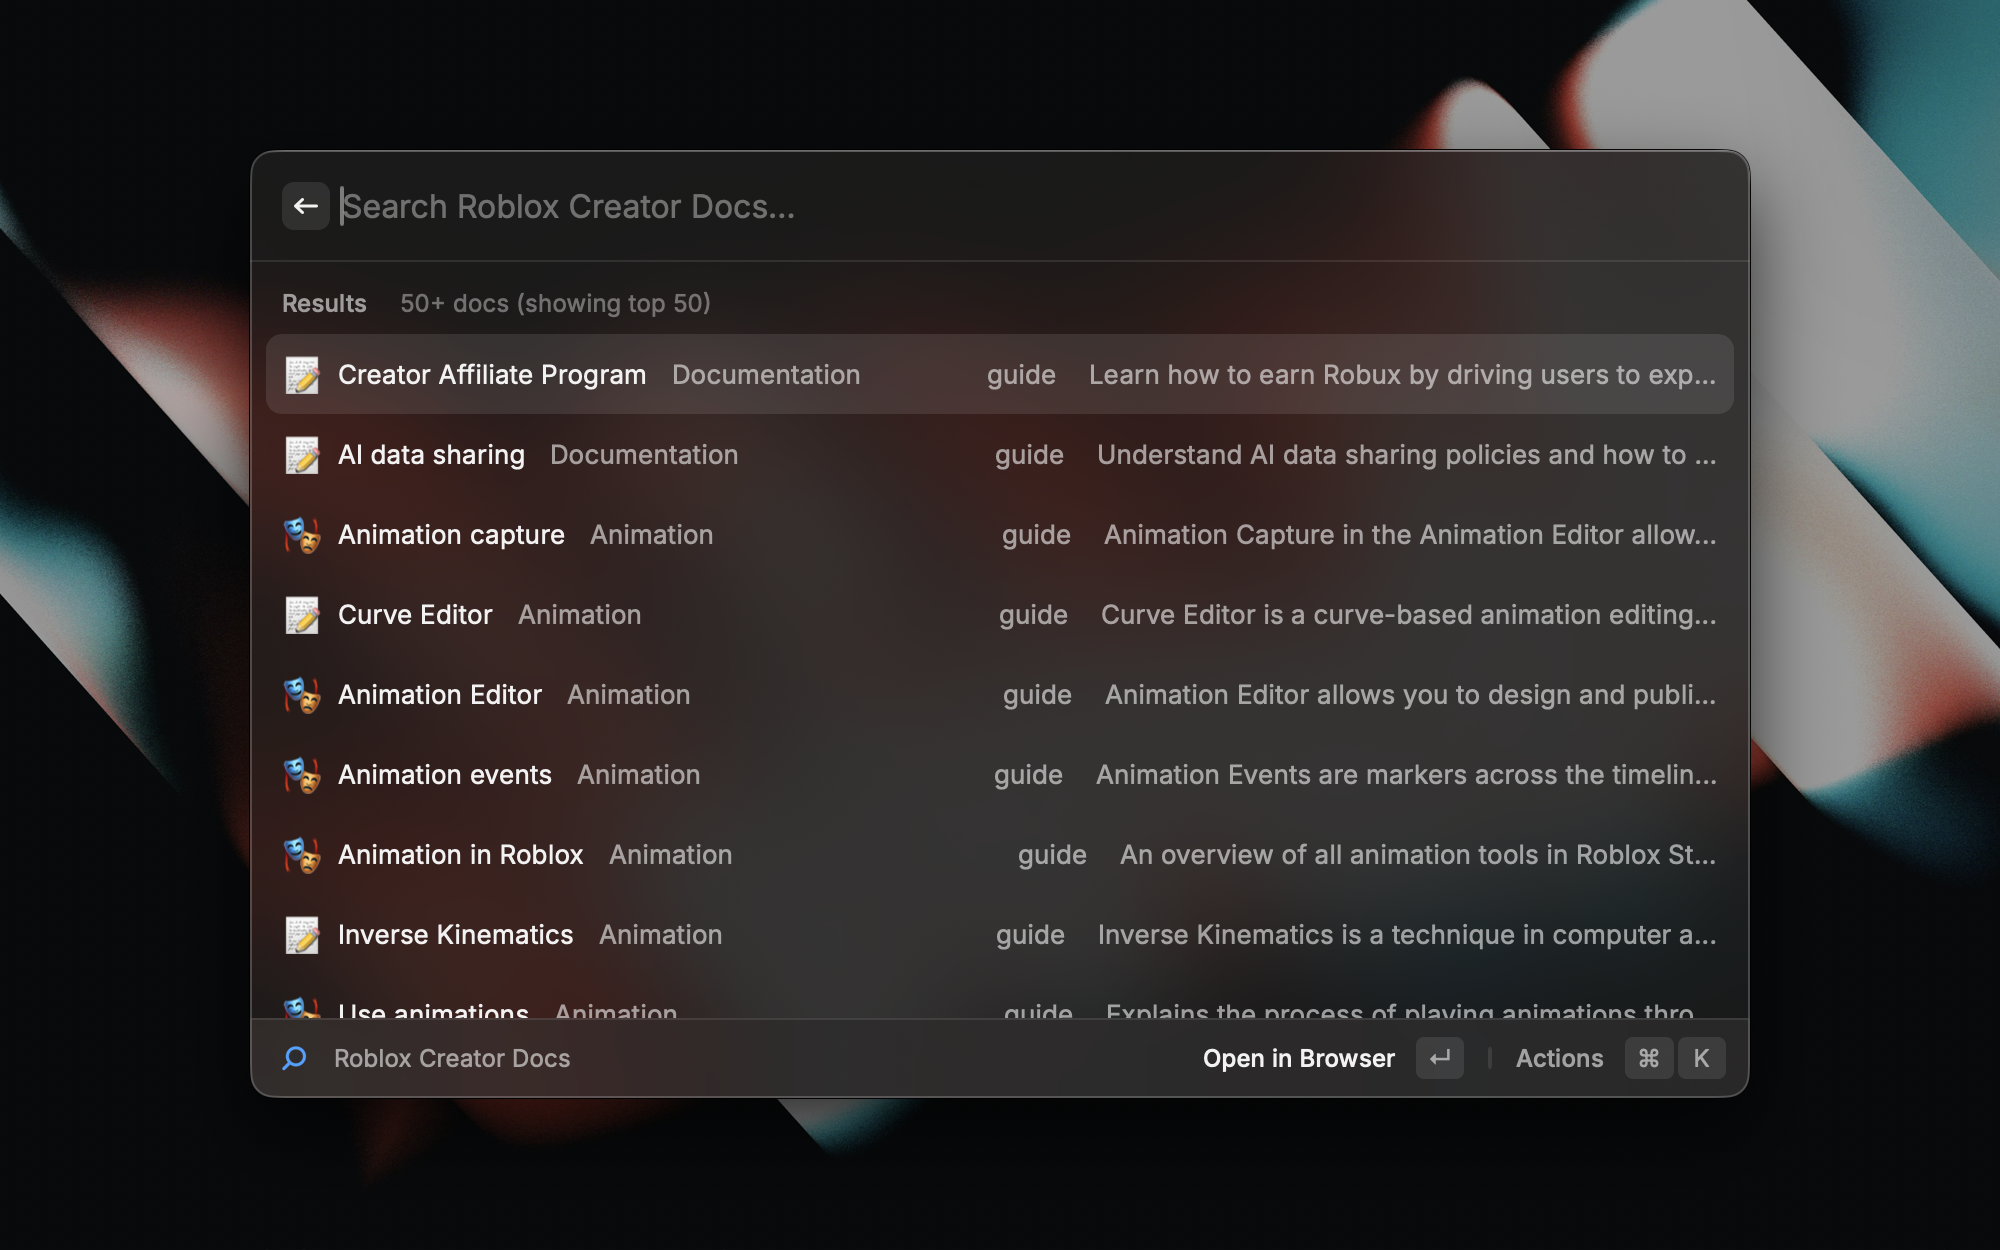 Search Roblox Creator Docs...
Results 50+ docs (showing top 50)
Creator Affiliate Program Documentation guide Learn how to earn Robux by driving users to exp...
AI data sharing Documentation guide Understand AI data sharing policies and how to ...
Animation capture Animation guide Animation Capture in the Animation Editor allow...
Curve Editor Animation guide Curve Editor is a curve-based animation editing...
Animation Editor Animation guide Animation Editor allows you to design and publi...
Animation events Animation guide Animation Events are markers across the timelin...
Animation in Roblox Animation guide An overview of all animation tools in Roblox St...
Inverse Kinematics Animation guide Inverse Kinematics is a technique in computer a...
Use animations Animation guide Explains the process of playing animations thro...
Roblox Creator Docs Open in Browser ↵ Actions ⌘ K